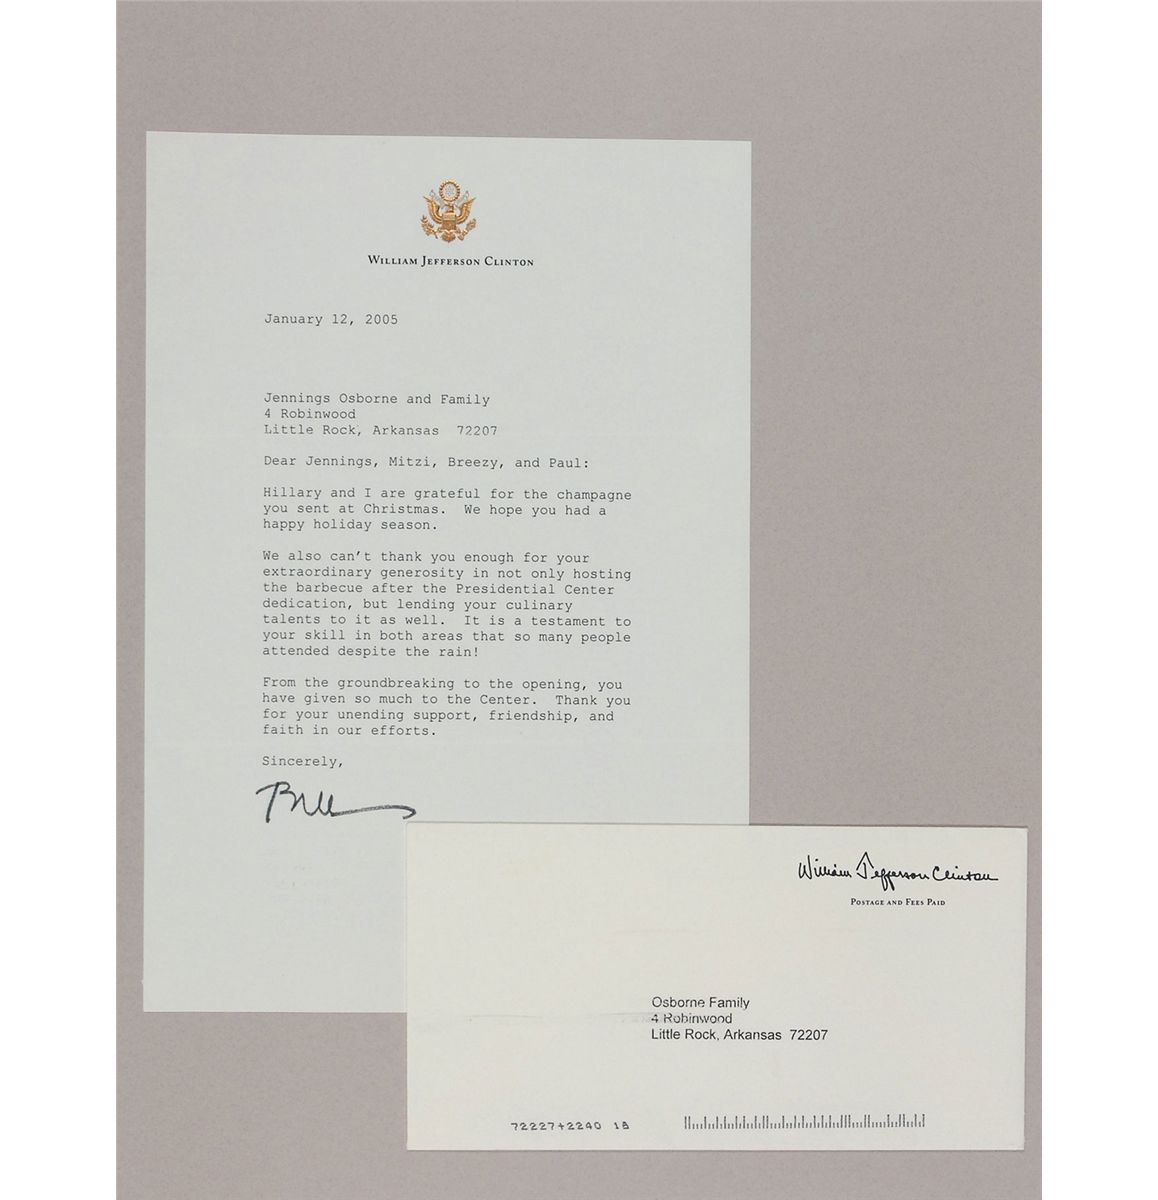 WILLIAM JEFFERSON CLINTON
January 12, 2005
Jennings Osborne and Family
4 Robinwood
Little Rock, Arkansas  72207
Dear Jennings, Mitzi, Breezy, and Paul:
Hillary and I are grateful for the champagne
you sent at Christmas.  We hope you had a
happy holiday season.
We also can't thank you enough for your
extraordinary generosity in not only hosting
the barbecue after the Presidential Center
dedication, but lending your culinary
talents to it as well.  It is a testament to
your skill in both areas that so many people
attended despite the rain!
From the groundbreaking to the opening, you
have given so much to the Center.  Thank you
for your unending support, friendship, and
faith in our efforts.
Sincerely,
Bill
William Jefferson Clinton
POSTAGE AND FEES PAID
Osborne Family
4 Robinwood
Little Rock, Arkansas  72207
72227+2240 18